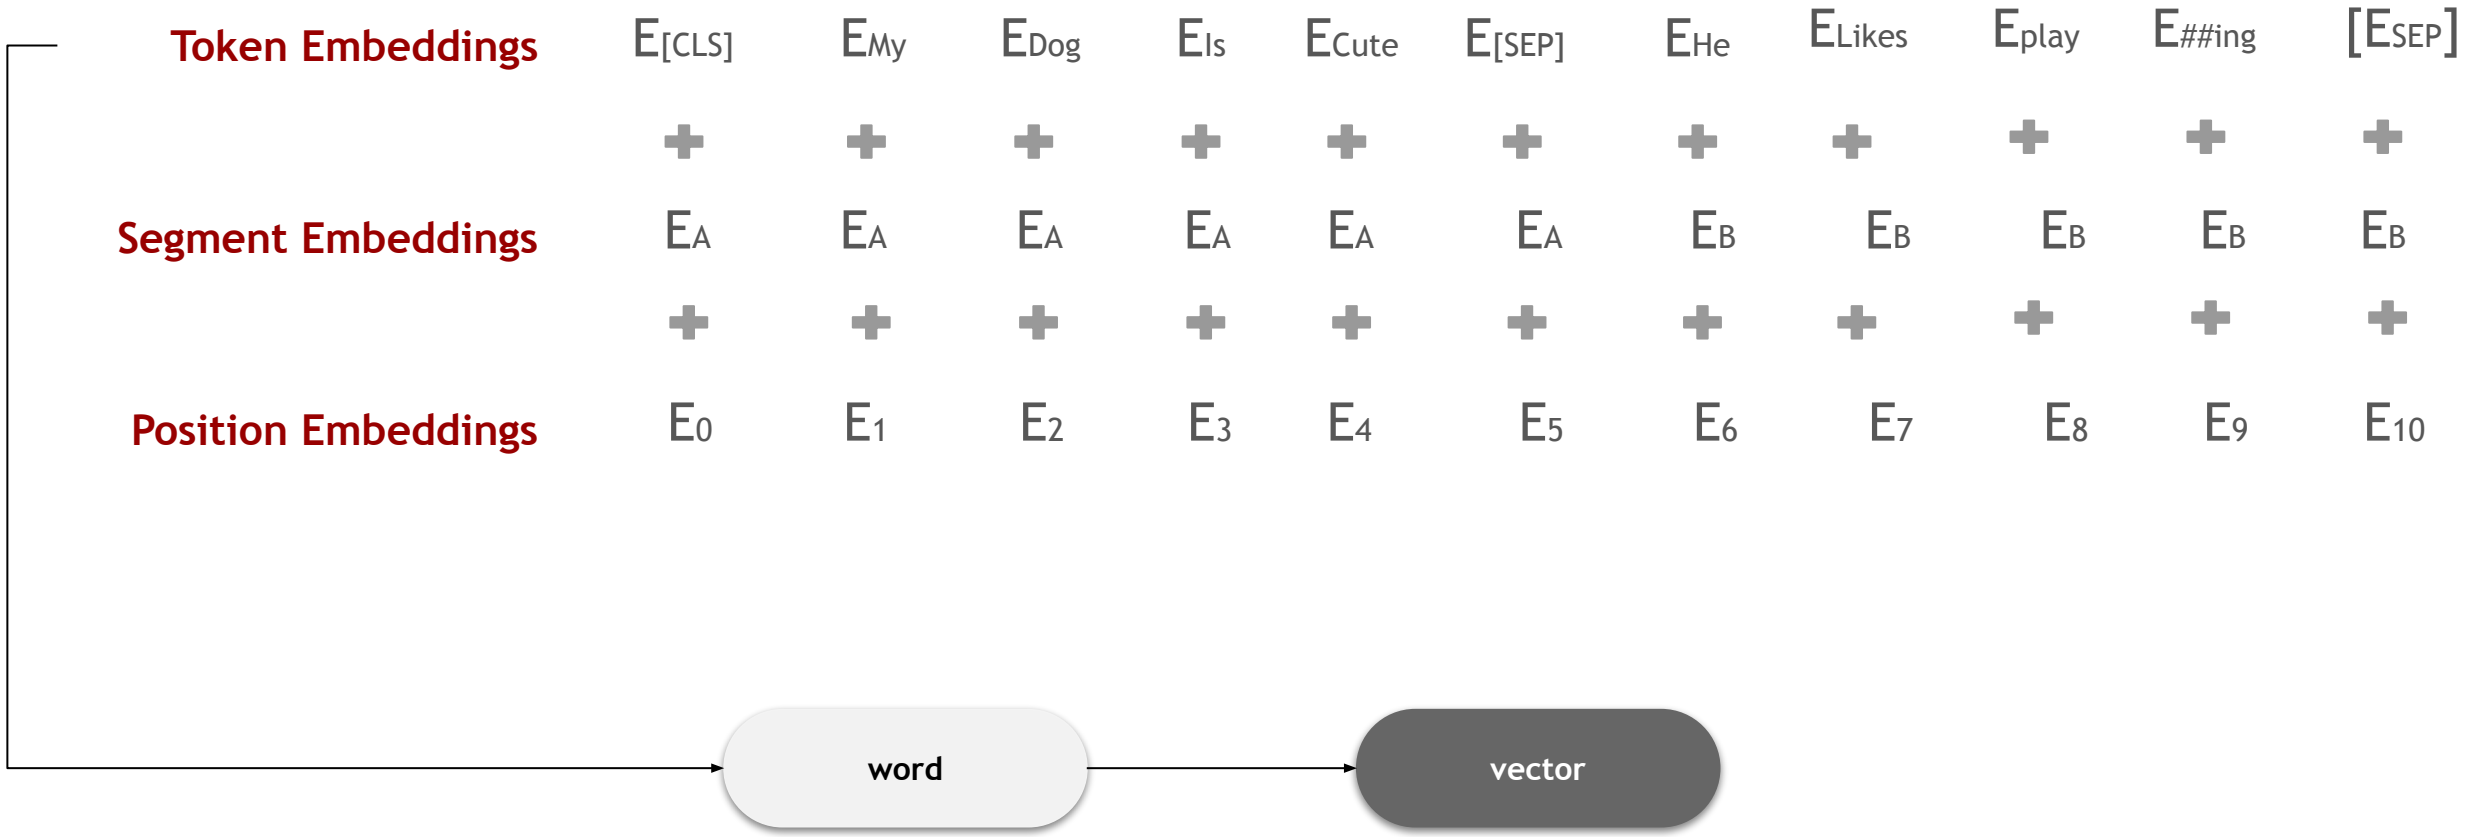 Token Embeddings E[CLS] EMy EDog EIs ECute E[SEP] EHe ELikes Eplay E##ing [ESEP]
Segment Embeddings EA EA EA EA EA EA EB EB EB EB EB
Position Embeddings E0 E1 E2 E3 E4 E5 E6 E7 E8 E9 E10
word vector